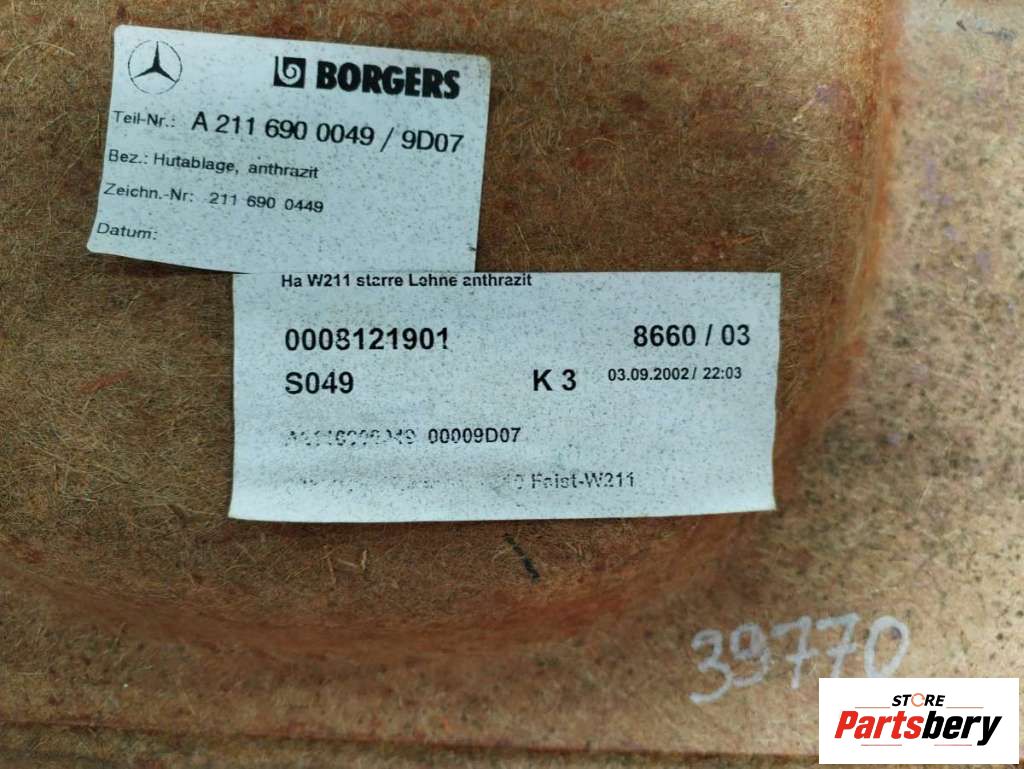 BORGERS
Teil-Nr.: A 211 690 0049 / 9D07
Bez.: Hutablage, anthrazit
Zeichn.-Nr: 211 690 0449
Datum:
Ha W211 starre Lehne anthrazit
0008121901 8660 / 03
S049 K 3 03.09.2002 / 22:03
00009D07
Feist-W211
39770
STORE
Partsbery